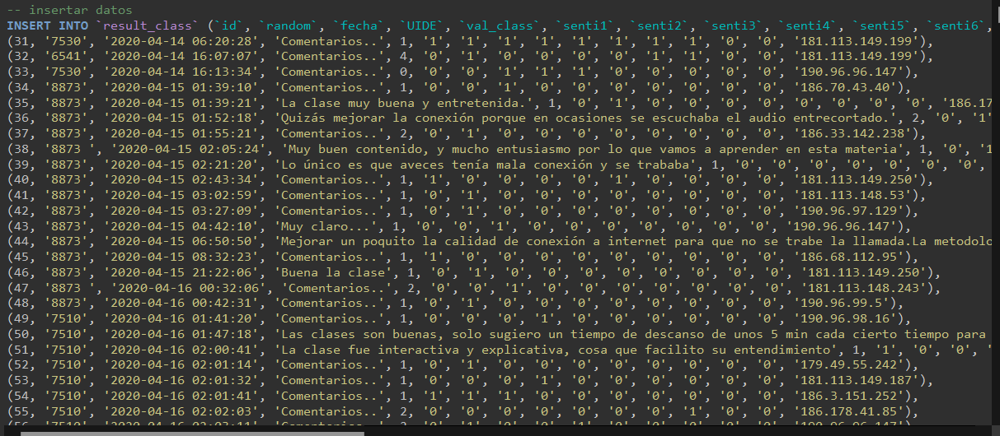 -- insertar datos
INSERT INTO `result_class` (`id`, `random`, `fecha`, `UIDE`, `val_class`, `senti1`, `senti2`, `senti3`, `senti4`, `senti5`, `senti6`,
(31, '7530', '2020-04-14 06:20:28', 'Comentarios..', 1, '1', '1', '1', '1', '1', '1', '1', '1', '0', '0', '181.113.149.199'),
(32, '6541', '2020-04-14 16:07:07', 'Comentarios..', 4, '0', '1', '0', '0', '0', '0', '1', '1', '0', '0', '181.113.149.199'),
(33, '7530', '2020-04-14 16:13:34', 'Comentarios..', 0, '0', '0', '1', '1', '1', '0', '0', '0', '0', '0', '190.96.96.147'),
(34, '8873', '2020-04-15 01:39:10', 'Comentarios..', 1, '0', '0', '1', '0', '0', '0', '0', '0', '0', '0', '186.70.43.40'),
(35, '8873', '2020-04-15 01:39:21', 'La clase muy buena y entretenida.', 1, '0', '1', '0', '0', '0', '0', '0', '0', '0', '0', '186.17
(36, '8873', '2020-04-15 01:52:18', 'Quizás mejorar la conexión porque en ocasiones se escuchaba el audio entrecortado.', 2, '0', '1'
(37, '8873', '2020-04-15 01:55:21', 'Comentarios..', 2, '0', '1', '0', '0', '0', '0', '0', '0', '0', '0', '186.33.142.238'),
(38, '8873 ', '2020-04-15 02:05:24', 'Muy buen contenido, y mucho entusiasmo por lo que vamos a aprender en esta materia', 1, '0', '1
(39, '8873', '2020-04-15 02:21:20', 'Lo único es que aveces tenía mala conexión y se trababa', 1, '0', '0', '0', '0', '0', '0', '0',
(40, '8873', '2020-04-15 02:43:34', 'Comentarios..', 1, '1', '0', '0', '0', '0', '1', '0', '0', '0', '0', '181.113.149.250'),
(41, '8873', '2020-04-15 03:02:59', 'Comentarios..', 1, '0', '1', '0', '0', '0', '0', '0', '0', '0', '0', '181.113.148.53'),
(42, '8873', '2020-04-15 03:27:09', 'Comentarios..', 1, '0', '1', '0', '0', '0', '0', '0', '0', '0', '0', '190.96.97.129'),
(43, '8873', '2020-04-15 04:42:10', 'Muy claro...', 1, '0', '0', '1', '0', '0', '0', '0', '0', '0', '0', '190.96.96.147'),
(44, '8873', '2020-04-15 06:50:50', 'Mejorar un poquito la calidad de conexión a internet para que no se trabe la llamada.La metodolo
(45, '8873', '2020-04-15 08:32:23', 'Comentarios..', 1, '1', '0', '0', '0', '0', '0', '0', '0', '0', '0', '186.68.112.95'),
(46, '8873', '2020-04-15 21:22:06', 'Buena la clase', 1, '0', '1', '0', '0', '0', '0', '0', '0', '0', '0', '181.113.149.250'),
(47, '8873 ', '2020-04-16 00:32:06', 'Comentarios..', 2, '0', '0', '1', '0', '0', '0', '0', '0', '0', '0', '181.113.148.243'),
(48, '8873', '2020-04-16 00:42:31', 'Comentarios..', 1, '0', '1', '0', '0', '0', '0', '0', '0', '0', '0', '190.96.99.5'),
(49, '7510', '2020-04-16 01:41:20', 'Comentarios..', 1, '0', '0', '0', '1', '0', '0', '0', '0', '0', '0', '190.96.98.16'),
(50, '7510', '2020-04-16 01:47:18', 'Las clases son buenas, solo sugiero un tiempo de descanso de unos 5 min cada cierto tiempo para
(51, '7510', '2020-04-16 02:00:41', 'La clase fue interactiva y explicativa, cosa que facilito su entendimiento', 1, '1', '0', '0', '
(52, '7510', '2020-04-16 02:01:14', 'Comentarios..', 1, '0', '1', '0', '0', '0', '0', '0', '0', '0', '0', '179.49.55.242'),
(53, '7510', '2020-04-16 02:01:32', 'Comentarios..', 1, '0', '0', '0', '1', '0', '0', '0', '0', '0', '0', '181.113.149.187'),
(54, '7510', '2020-04-16 02:01:41', 'Comentarios..', 1, '1', '1', '1', '0', '0', '0', '0', '0', '0', '0', '186.3.151.252'),
(55, '7510', '2020-04-16 02:02:03', 'Comentarios..', 2, '0', '0', '0', '0', '0', '0', '0', '1', '0', '0', '186.178.41.85'),